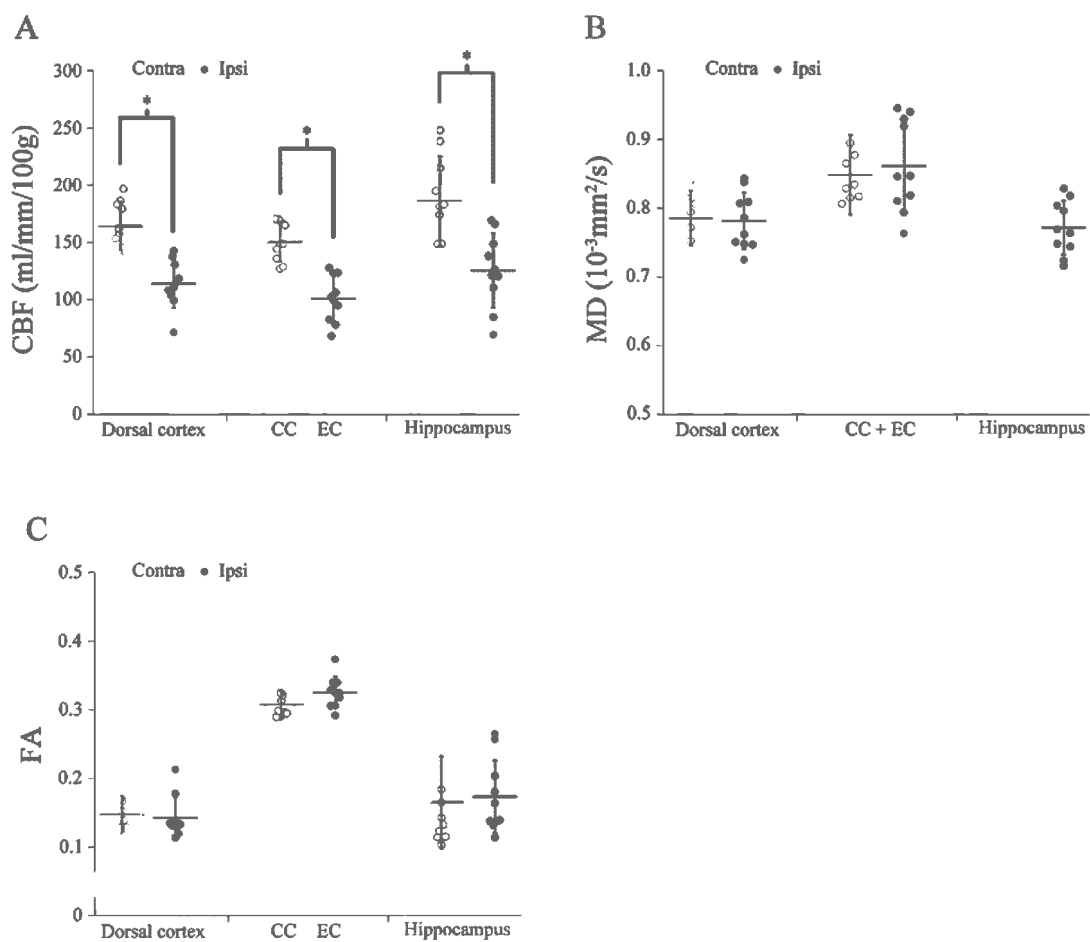 A
Contra Ipsi
CBF (ml/mm/100g)
300
250
200
150
100
50
0
* * *
Dorsal cortex CC EC Hippocampus
B
Contra Ipsi
MD (10⁻³mm²/s)
1.0
0.9
0.8
0.7
0.6
0.5
Dorsal cortex CC + EC Hippocampus
C
Contra Ipsi
FA
0.5
0.4
0.3
0.2
0.1
0
Dorsal cortex CC EC Hippocampus